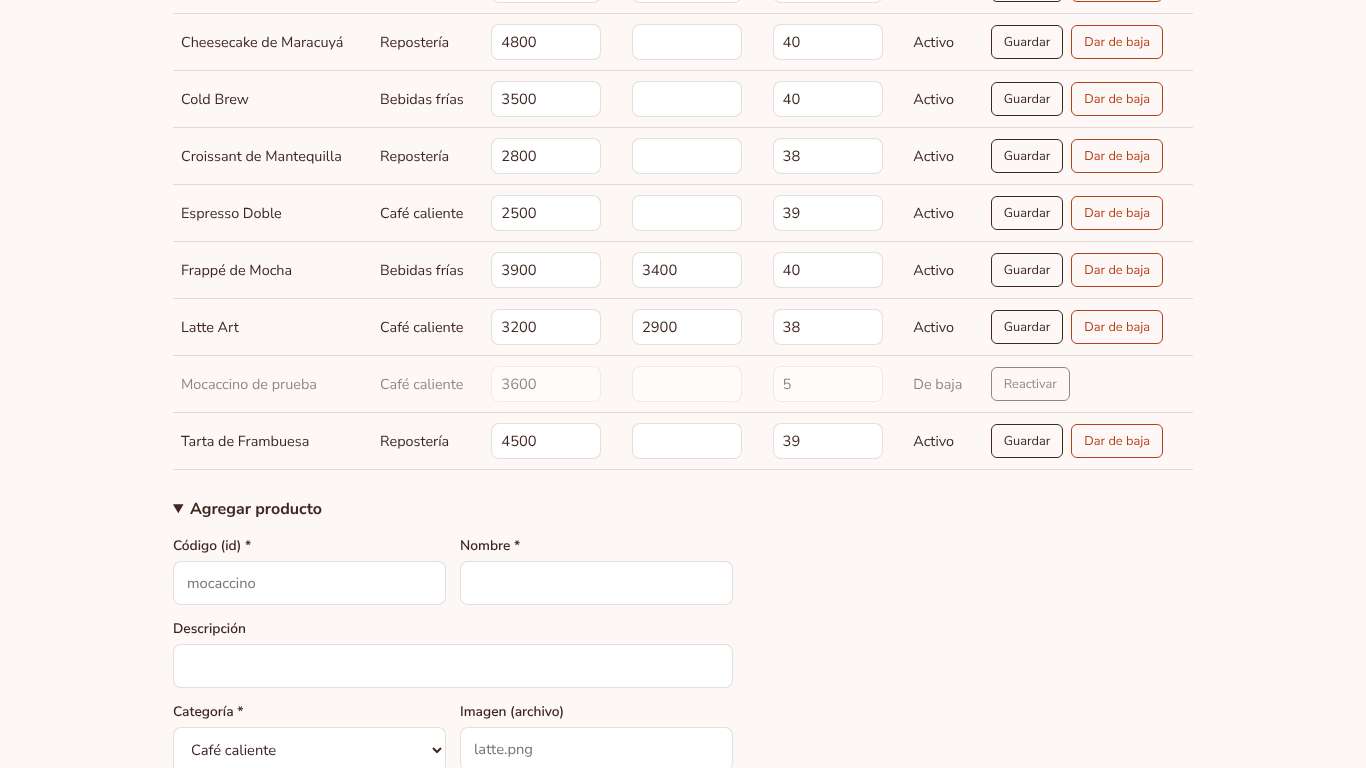 Cheesecake de Maracuyá Repostería 4800 40 Activo Guardar Dar de baja
Cold Brew Bebidas frías 3500 40 Activo Guardar Dar de baja
Croissant de Mantequilla Repostería 2800 38 Activo Guardar Dar de baja
Espresso Doble Café caliente 2500 39 Activo Guardar Dar de baja
Frappé de Mocha Bebidas frías 3900 3400 40 Activo Guardar Dar de baja
Latte Art Café caliente 3200 2900 38 Activo Guardar Dar de baja
Mocaccino de prueba Café caliente 3600 5 De baja Reactivar
Tarta de Frambuesa Repostería 4500 39 Activo Guardar Dar de baja
▼ Agregar producto
Código (id) * Nombre *
mocaccino
Descripción
Categoría * Imagen (archivo)
Café caliente latte.png